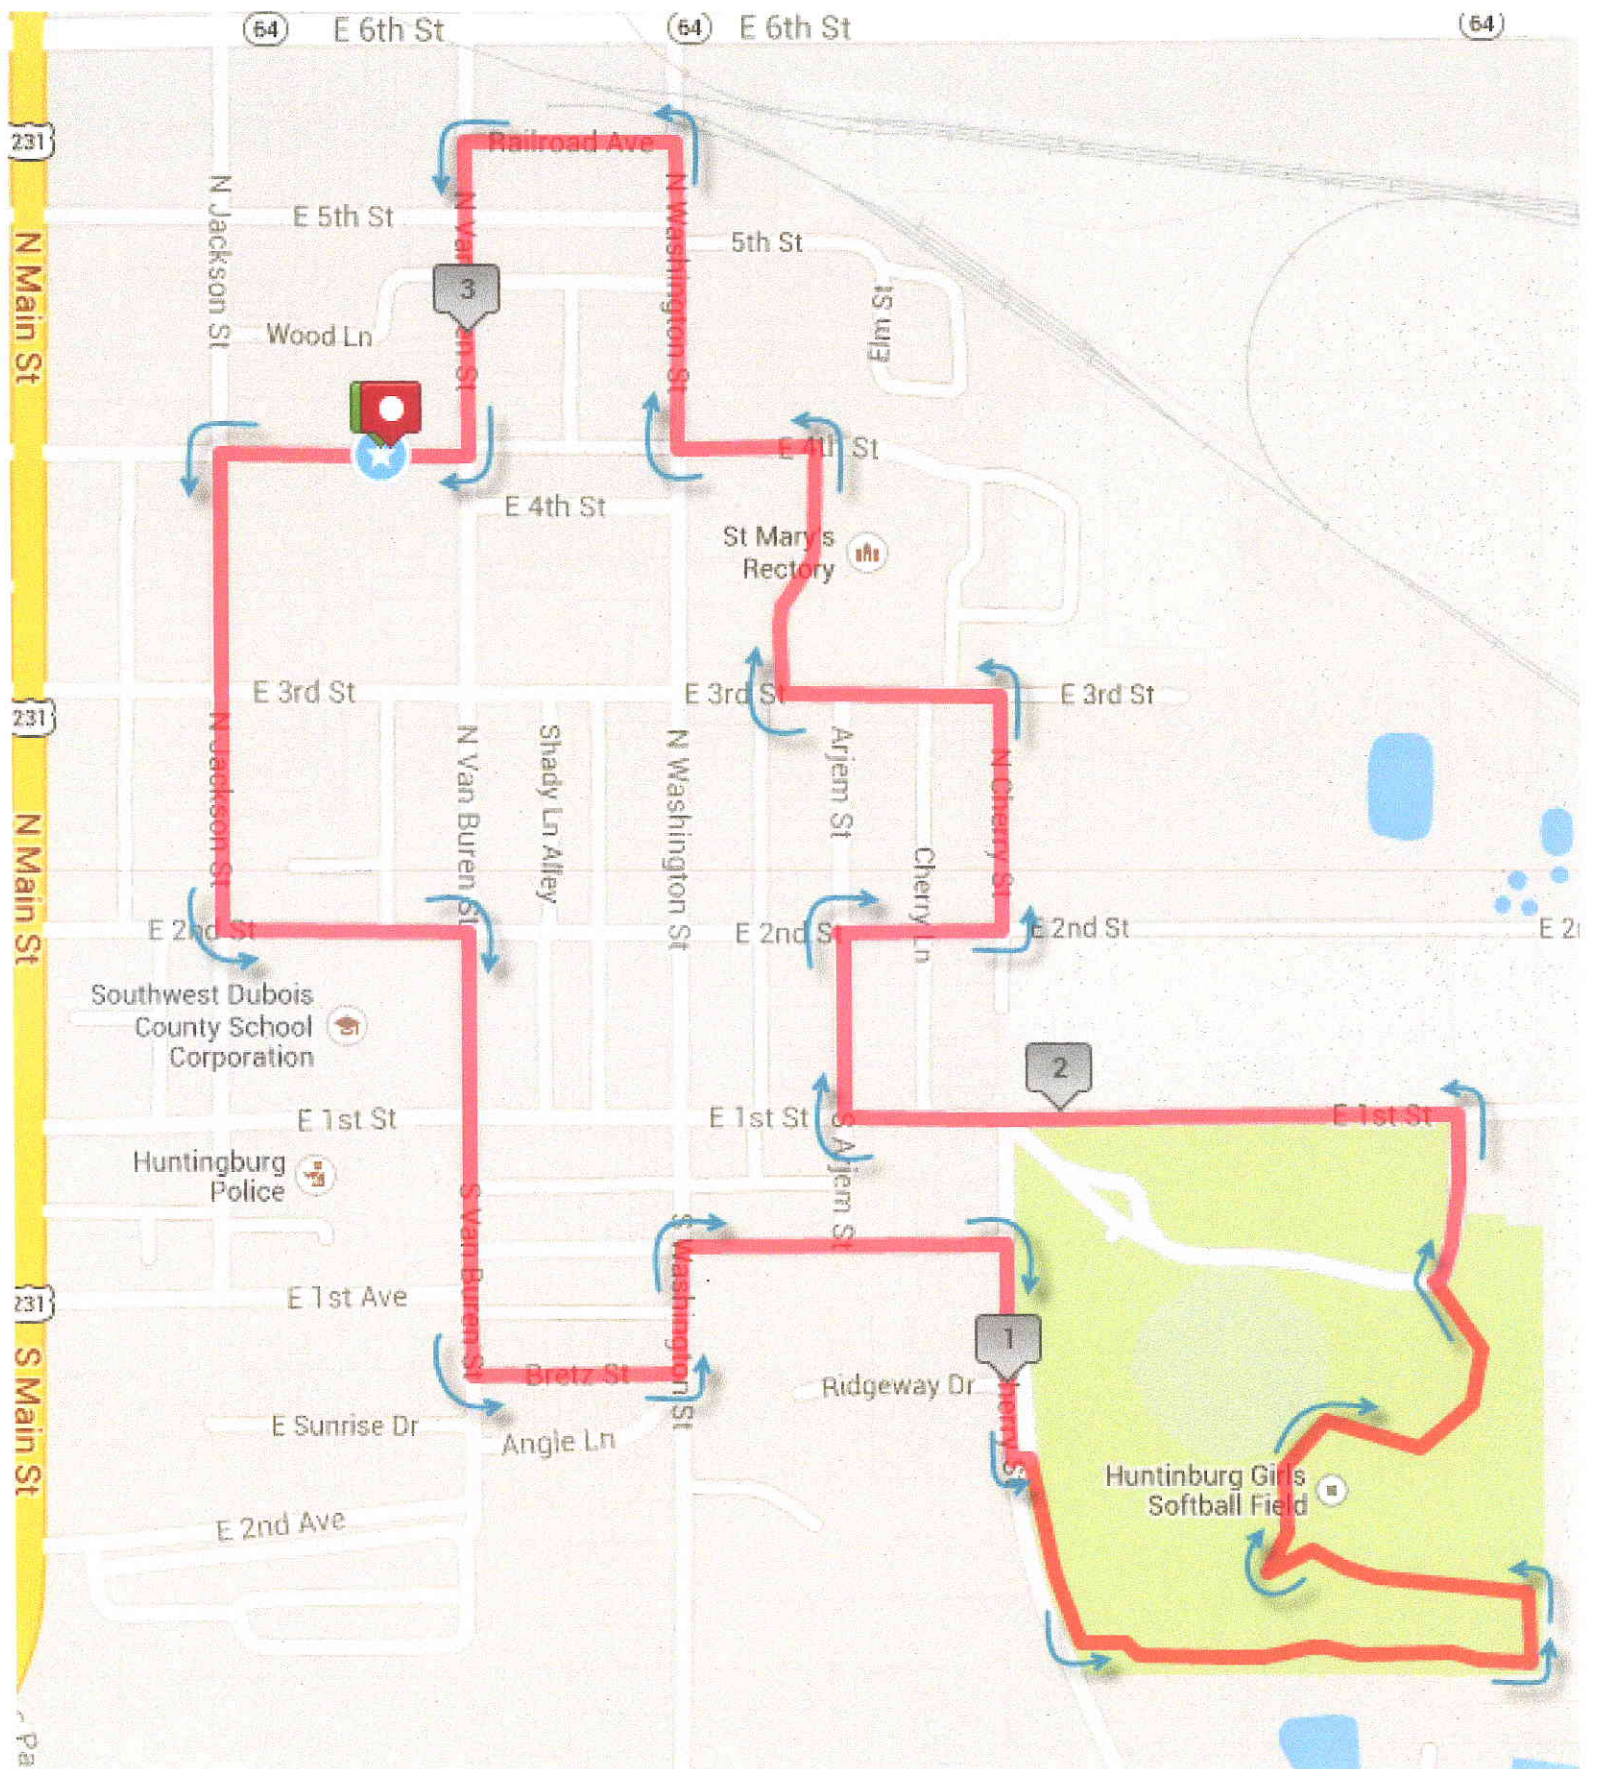 64
E 6th St
64
E 6th St
64
231
Railroad Ave
N Jackson St
E 5th St
N Washington St
5th St
N Main St
3
Elm St
Wood Ln
E 4th St
E 4th St
St Mary's
Rectory
E 3rd St
E 3rd St
E 3rd St
231
N Jackson St
N Van Buren St
Shady Ln Alley
N Washington St
Arjem St
N Cherry St
Cherry Ln
N Main St
E 2nd St
E 2nd St
E 2nd St
Southwest Dubois
County School
Corporation
2
E 1st St
E 1st St
E 1st St
Huntingburg
Police
S Van Buren St
S Washington St
S Arjem St
231
E 1st Ave
1
Bretz St
Ridgeway Dr
S Main St
E Sunrise Dr
Angle Ln
Huntinburg Girls
Softball Field
E 2nd Ave